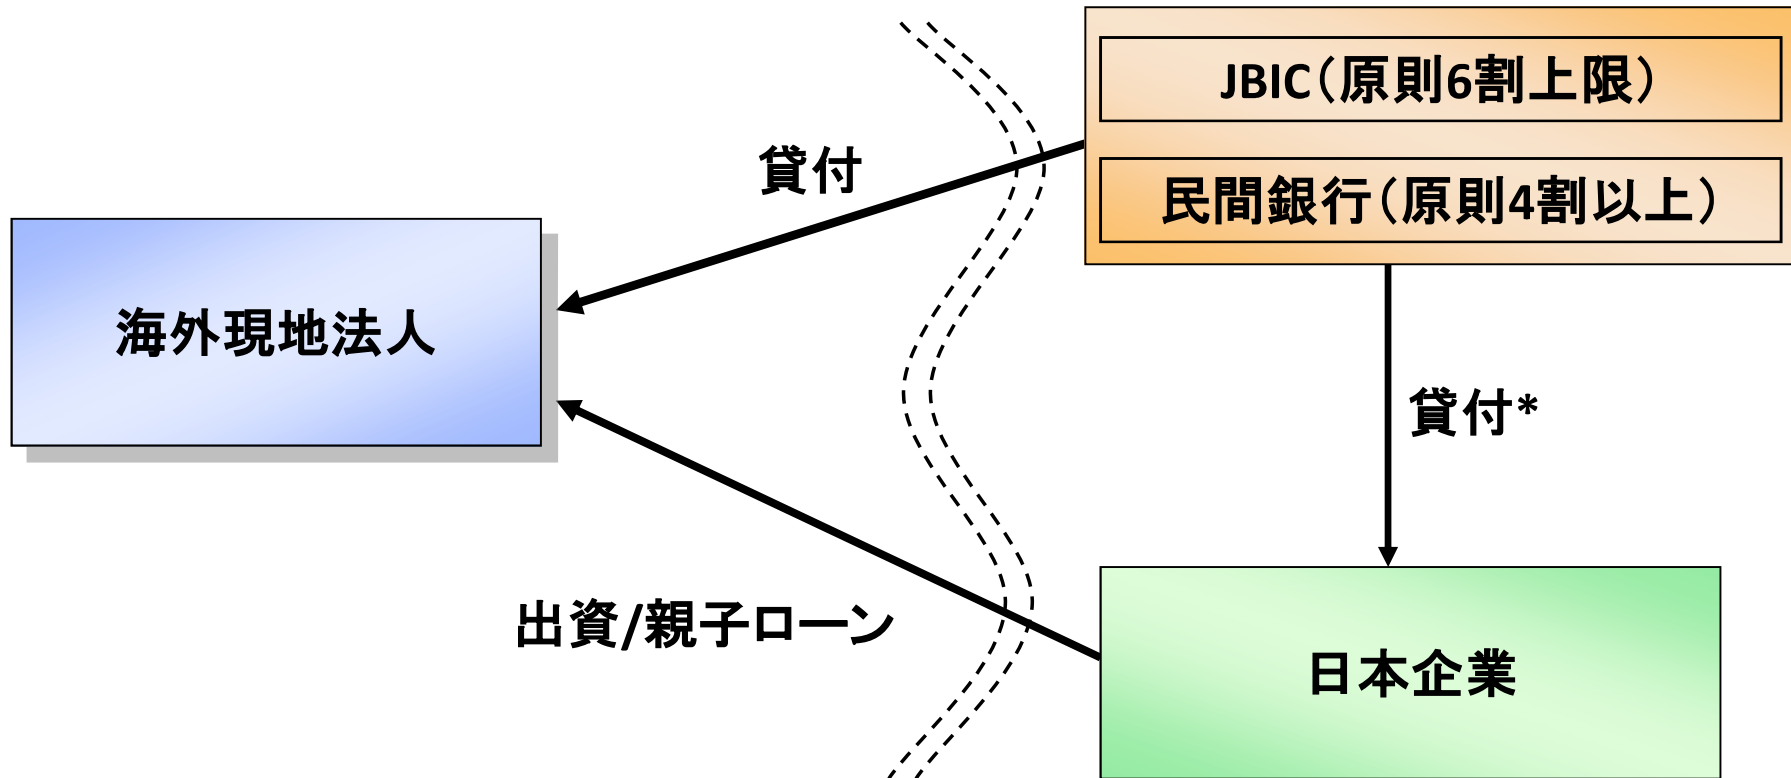 JBIC（原則6割上限）
民間銀行（原則4割以上）
貸付
海外現地法人
貸付*
出資/親子ローン
日本企業